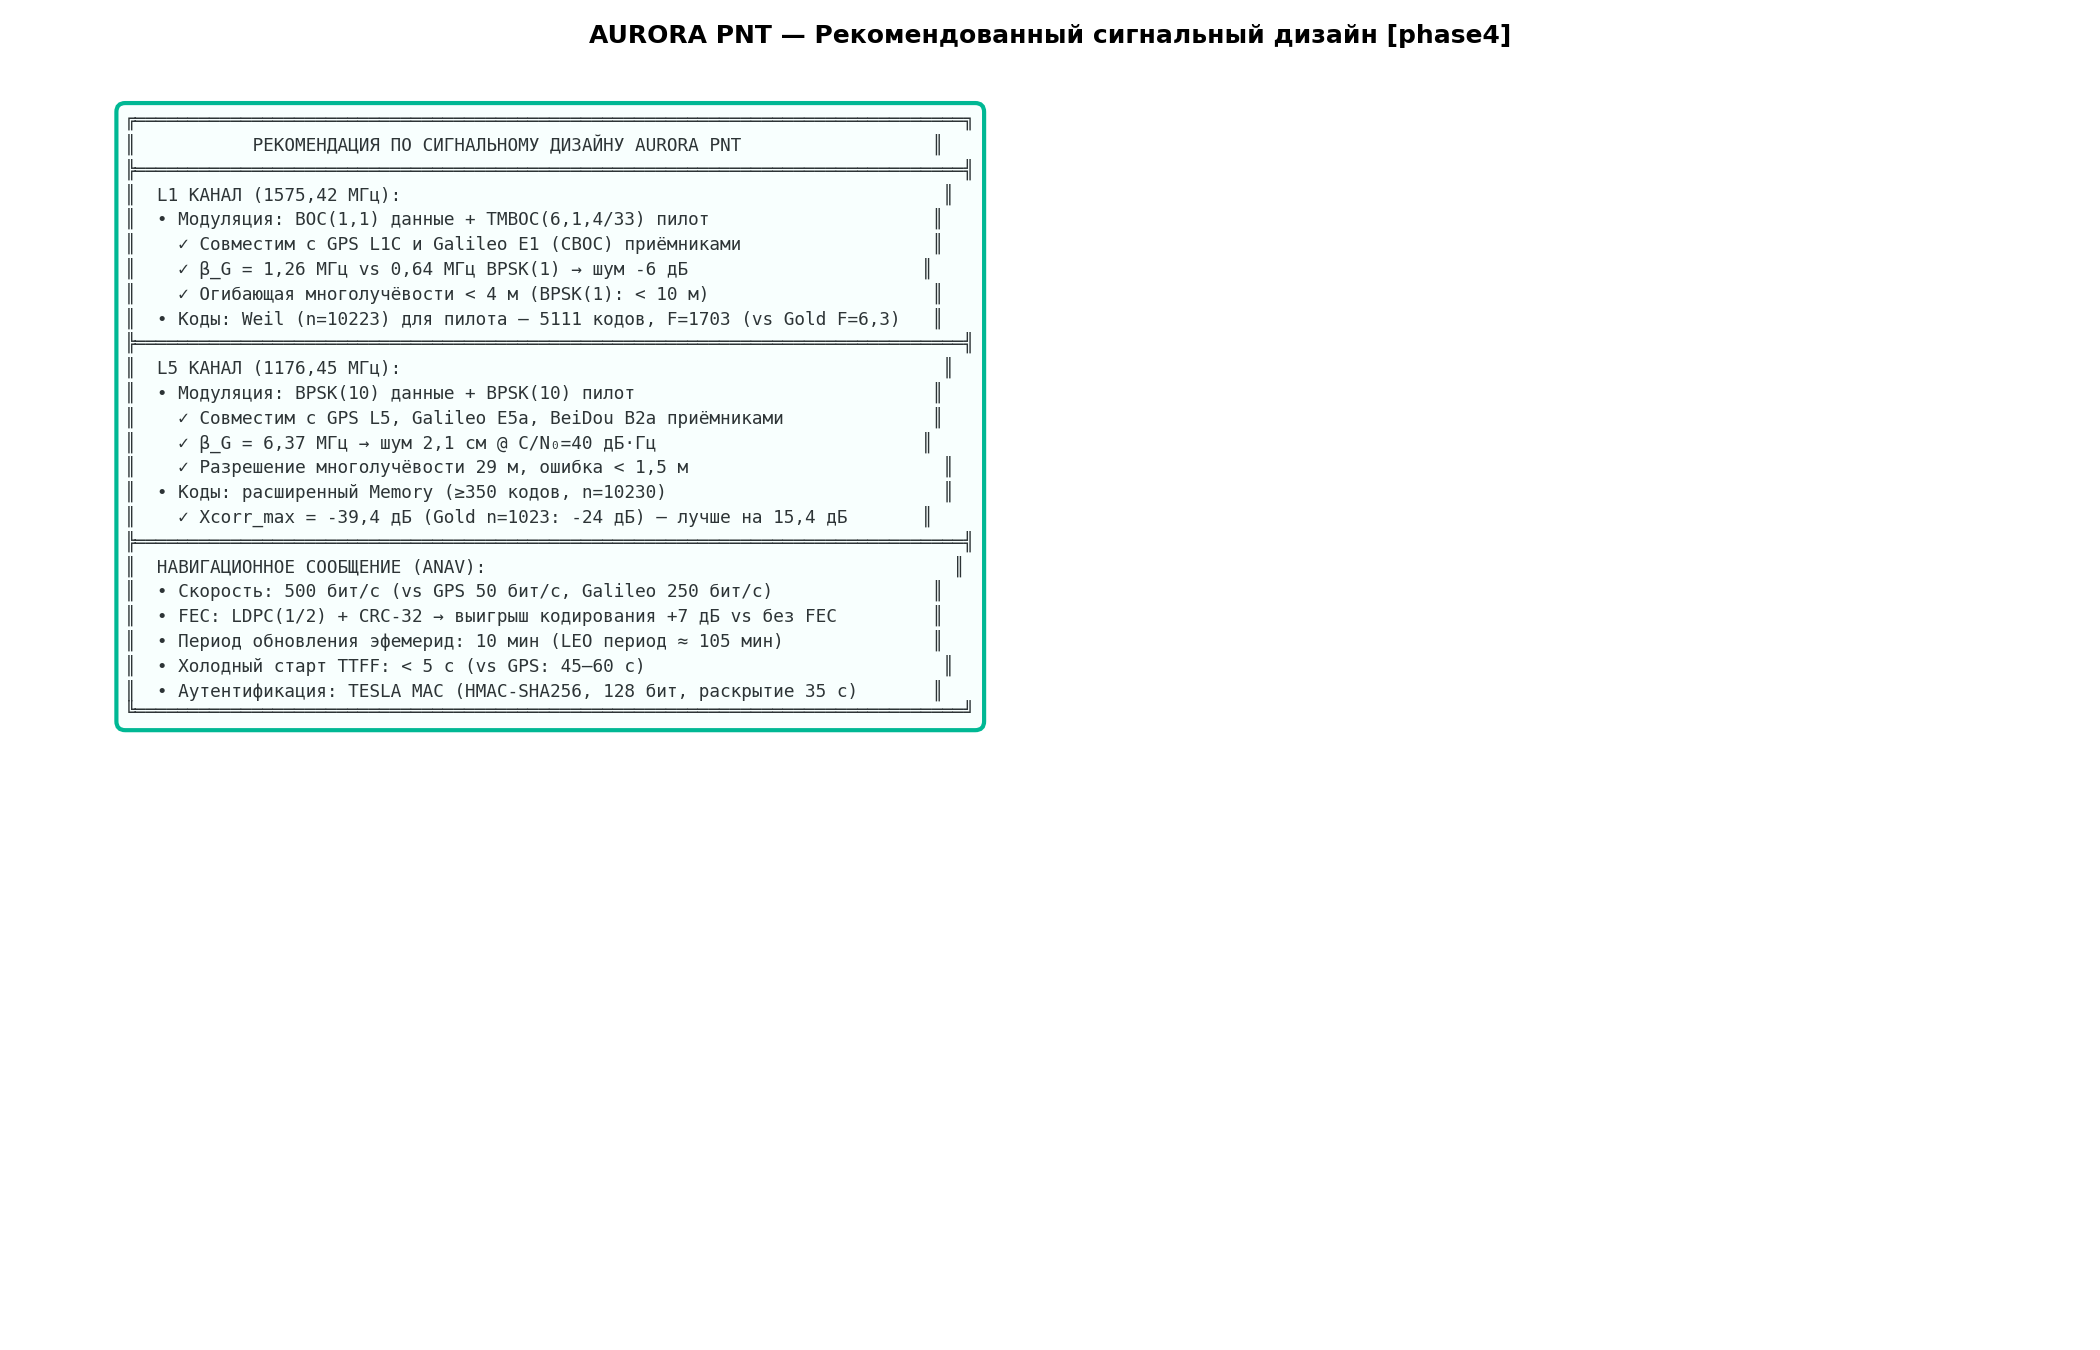 AURORA PNT — Рекомендованный сигнальный дизайн [phase4]
РЕКОМЕНДАЦИЯ ПО СИГНАЛЬНОМУ ДИЗАЙНУ AURORA PNT
L1 КАНАЛ (1575,42 МГц):
• Модуляция: BOC(1,1) данные + TMBOC(6,1,4/33) пилот
✓ Совместим с GPS L1C и Galileo E1 (CBOC) приёмниками
✓ β_G = 1,26 МГц vs 0,64 МГц BPSK(1) → шум -6 дБ
✓ Огибающая многолучёвости < 4 м (BPSK(1): < 10 м)
• Коды: Weil (n=10223) для пилота — 5111 кодов, F=1703 (vs Gold F=6,3)
L5 КАНАЛ (1176,45 МГц):
• Модуляция: BPSK(10) данные + BPSK(10) пилот
✓ Совместим с GPS L5, Galileo E5a, BeiDou B2a приёмниками
✓ β_G = 6,37 МГц → шум 2,1 см @ C/N₀=40 дБ·Гц
✓ Разрешение многолучёвости 29 м, ошибка < 1,5 м
• Коды: расширенный Memory (≥350 кодов, n=10230)
✓ Xcorr_max = -39,4 дБ (Gold n=1023: -24 дБ) — лучше на 15,4 дБ
НАВИГАЦИОННОЕ СООБЩЕНИЕ (ANAV):
• Скорость: 500 бит/с (vs GPS 50 бит/с, Galileo 250 бит/с)
• FEC: LDPC(1/2) + CRC-32 → выигрыш кодирования +7 дБ vs без FEC
• Период обновления эфемерид: 10 мин (LEO период ≈ 105 мин)
• Холодный старт TTFF: < 5 с (vs GPS: 45–60 с)
• Аутентификация: TESLA MAC (HMAC-SHA256, 128 бит, раскрытие 35 с)